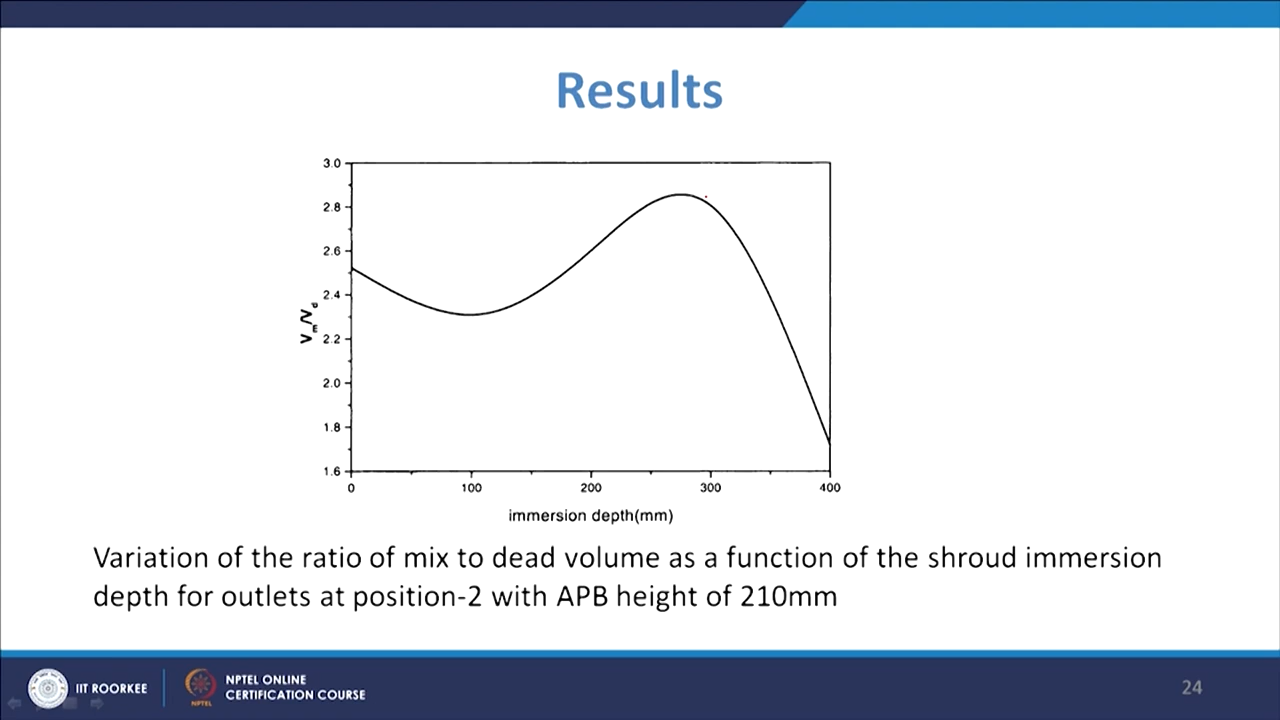 Results
3.0
2.8
2.6
2.4
2.2
2.0
1.8
1.6
Vm/Vd
0 100 200 300 400
immersion depth(mm)
Variation of the ratio of mix to dead volume as a function of the shroud immersion
depth for outlets at position-2 with APB height of 210mm
IIT ROORKEE
NPTEL
NPTEL ONLINE
CERTIFICATION COURSE
24